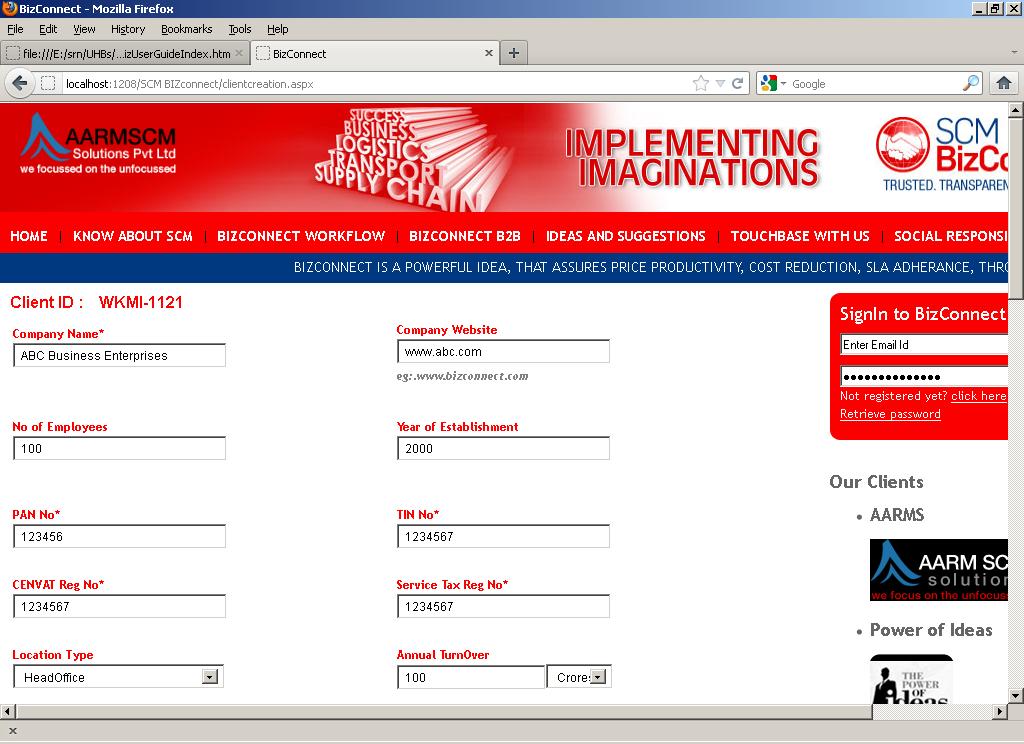 BizConnect - Mozilla Firefox
File Edit View History Bookmarks Tools Help
file:///E:/srn/UHBs/...izUserGuideIndex.htm
BizConnect
localhost:1208/SCM BIZconnect/clientcreation.aspx
Google
AARMSCM
Solutions Pvt Ltd
we focussed on the unfocussed
SUCCESS
BUSINESS
LOGISTICS
TRANSPORT
SUPPLY CHAIN
IMPLEMENTING
IMAGINATIONS
SCM
BizCo
TRUSTED. TRANSPAREN
HOME | KNOW ABOUT SCM | BIZCONNECT WORKFLOW | BIZCONNECT B2B | IDEAS AND SUGGESTIONS | TOUCHBASE WITH US | SOCIAL RESPONSI
BIZCONNECT IS A POWERFUL IDEA, THAT ASSURES PRICE PRODUCTIVITY, COST REDUCTION, SLA ADHERANCE, THRO
Client ID : WKMI-1121
Company Name*
ABC Business Enterprises
Company Website
www.abc.com
eg:.www.bizconnect.com
No of Employees
100
Year of Establishment
2000
PAN No*
123456
TIN No*
1234567
CENVAT Reg No*
1234567
Service Tax Reg No*
1234567
Location Type
HeadOffice
Annual TurnOver
100
Crores
SignIn to BizConnect
Enter Email Id
Not registered yet? click here
Retrieve password
Our Clients
• AARMS
AARM SC
solution
we focus on the unfocus
• Power of Ideas
THE
POWER
of
ideas